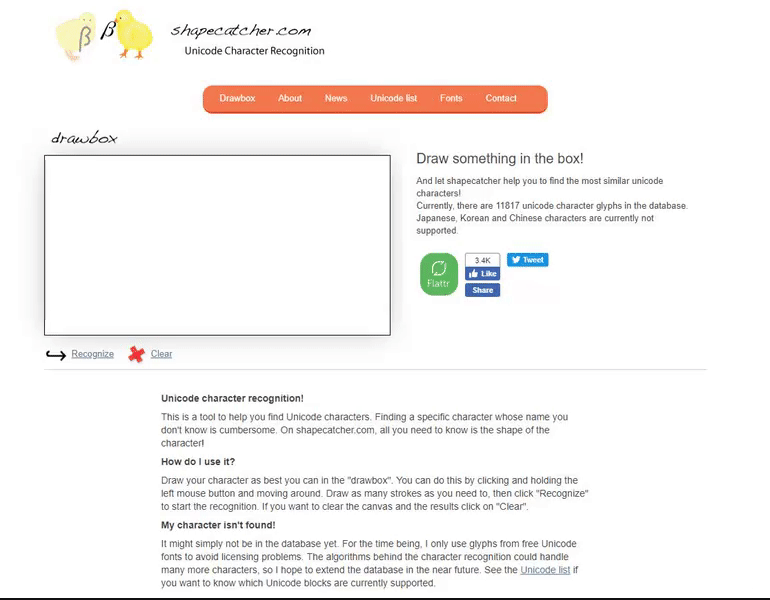 β β shapecatcher.com
Unicode Character Recognition
Drawbox About News Unicode list Fonts Contact
drawbox
Draw something in the box!
And let shapecatcher help you to find the most similar unicode
characters!
Currently, there are 11817 unicode character glyphs in the database.
Japanese, Korean and Chinese characters are currently not
supported.
Flattr
3.4K
Like
Share
Tweet
Recognize Clear
Unicode character recognition!
This is a tool to help you find Unicode characters. Finding a specific character whose name you
don't know is cumbersome. On shapecatcher.com, all you need to know is the shape of the
character!
How do I use it?
Draw your character as best you can in the "drawbox". You can do this by clicking and holding the
left mouse button and moving around. Draw as many strokes as you need to, then click "Recognize"
to start the recognition. If you want to clear the canvas and the results click on "Clear".
My character isn't found!
It might simply not be in the database yet. For the time being, I only use glyphs from free Unicode
fonts to avoid licensing problems. The algorithms behind the character recognition could handle
many more characters, so I hope to extend the database in the near future. See the Unicode list if
you want to know which Unicode blocks are currently supported.